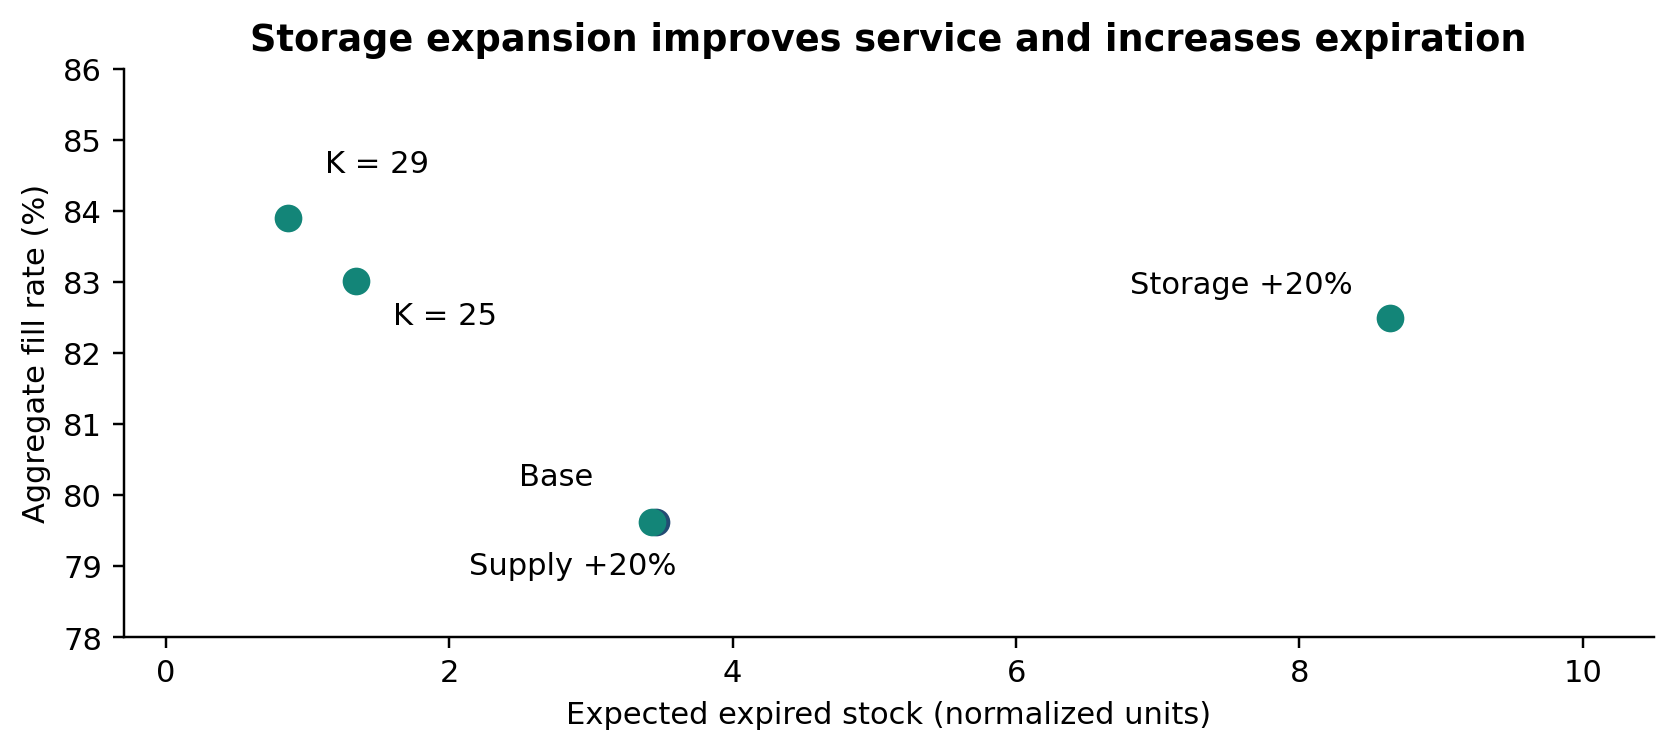 Storage expansion improves service and increases expiration
86
85
84
83
82
81
80
79
78
Aggregate fill rate (%)
K = 29
K = 25
Storage +20%
Base
Supply +20%
0
2
4
6
8
10
Expected expired stock (normalized units)